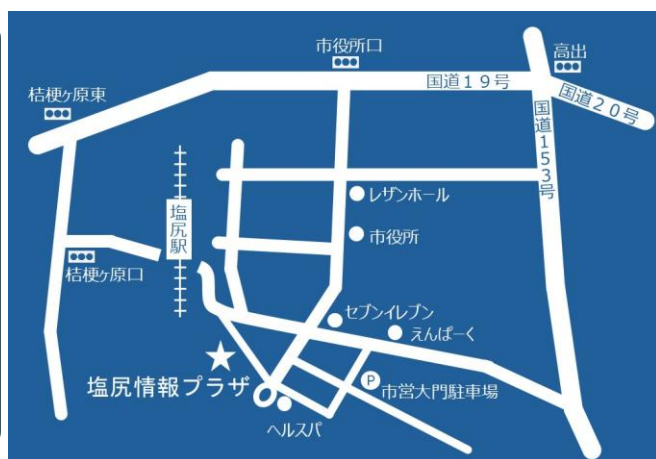 市役所口
高出
国道19号
国道20号
桔梗ヶ原東
国道153号
レザンホール
塩尻駅
市役所
桔梗ヶ原口
セブンイレブン
えんぱーく
塩尻情報プラザ
P
市営大門駐車場
ヘルスパ